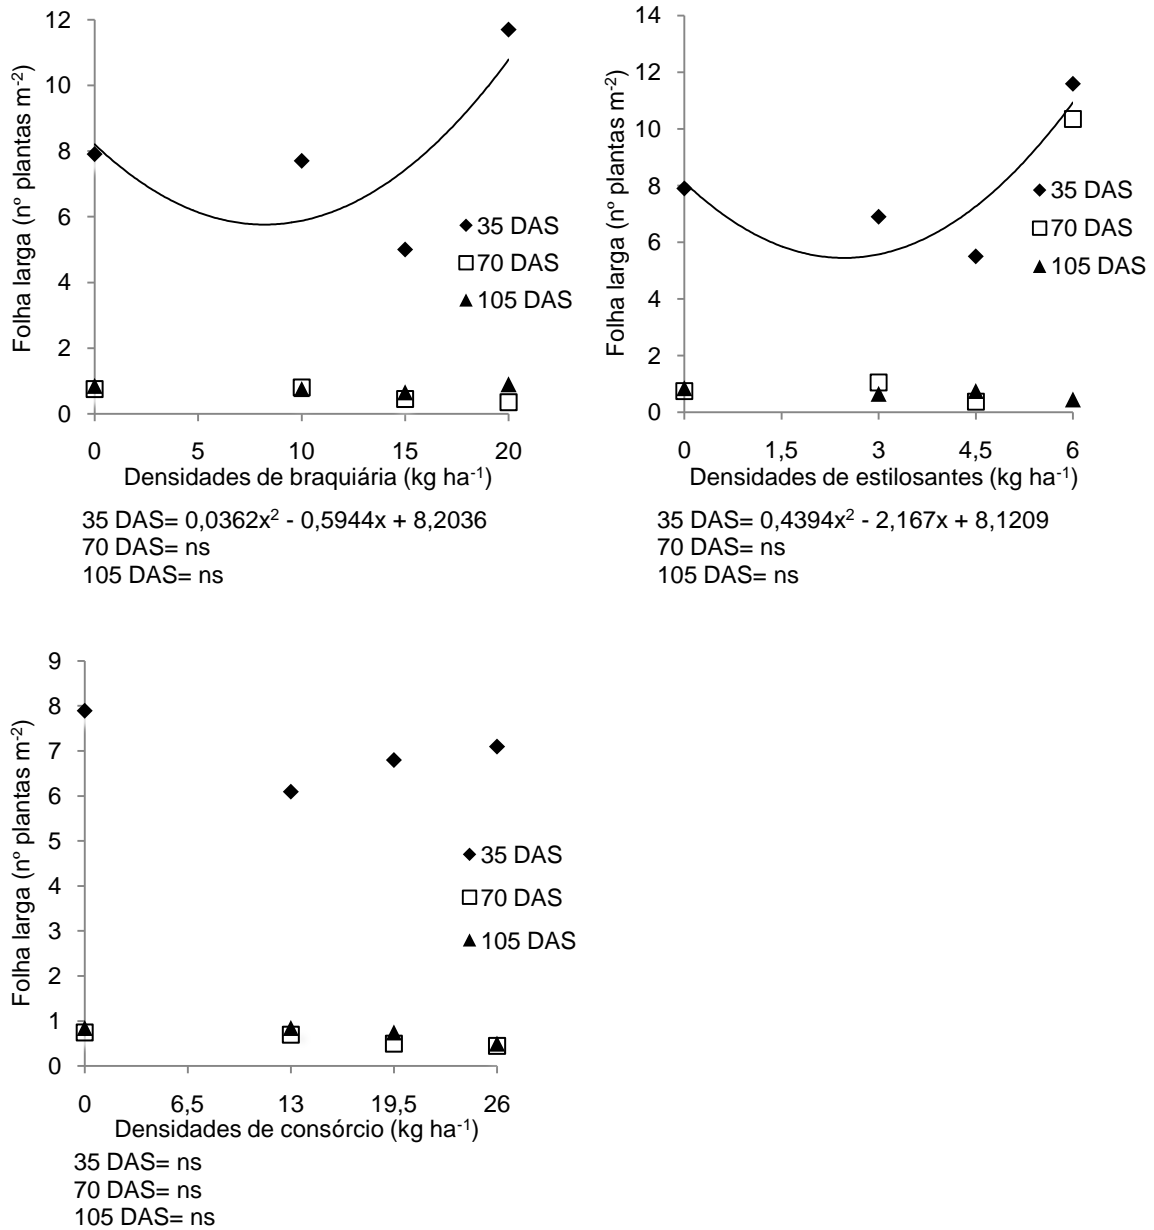 12
10
8
6
4
2
0
Folha larga (nº plantas m-2)
35 DAS
70 DAS
105 DAS
0 5 10 15 20
Densidades de braquiária (kg ha-1)
35 DAS= 0,0362x2 - 0,5944x + 8,2036
70 DAS= ns
105 DAS= ns
14
12
10
8
6
4
2
0
Folha larga (nº plantas m-2)
35 DAS
70 DAS
105 DAS
0 1,5 3 4,5 6
Densidades de estilosantes (kg ha-1)
35 DAS= 0,4394x2 - 2,167x + 8,1209
70 DAS= ns
105 DAS= ns
9
8
7
6
5
4
3
2
1
0
Folha larga (nº plantas m-2)
35 DAS
70 DAS
105 DAS
0 6,5 13 19,5 26
Densidades de consórcio (kg ha-1)
35 DAS= ns
70 DAS= ns
105 DAS= ns